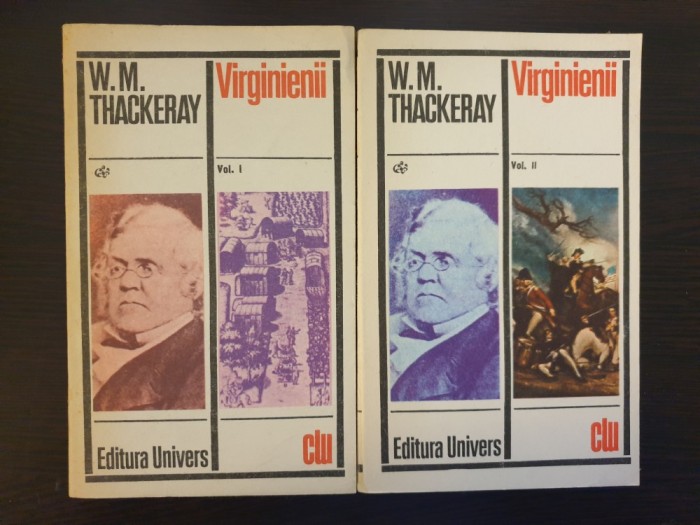 W. M.
THACKERAY
Virginienii
Vol. I
Editura Univers
clu
W. M.
THACKERAY
Virginienii
Vol. II
Editura Univers
clu